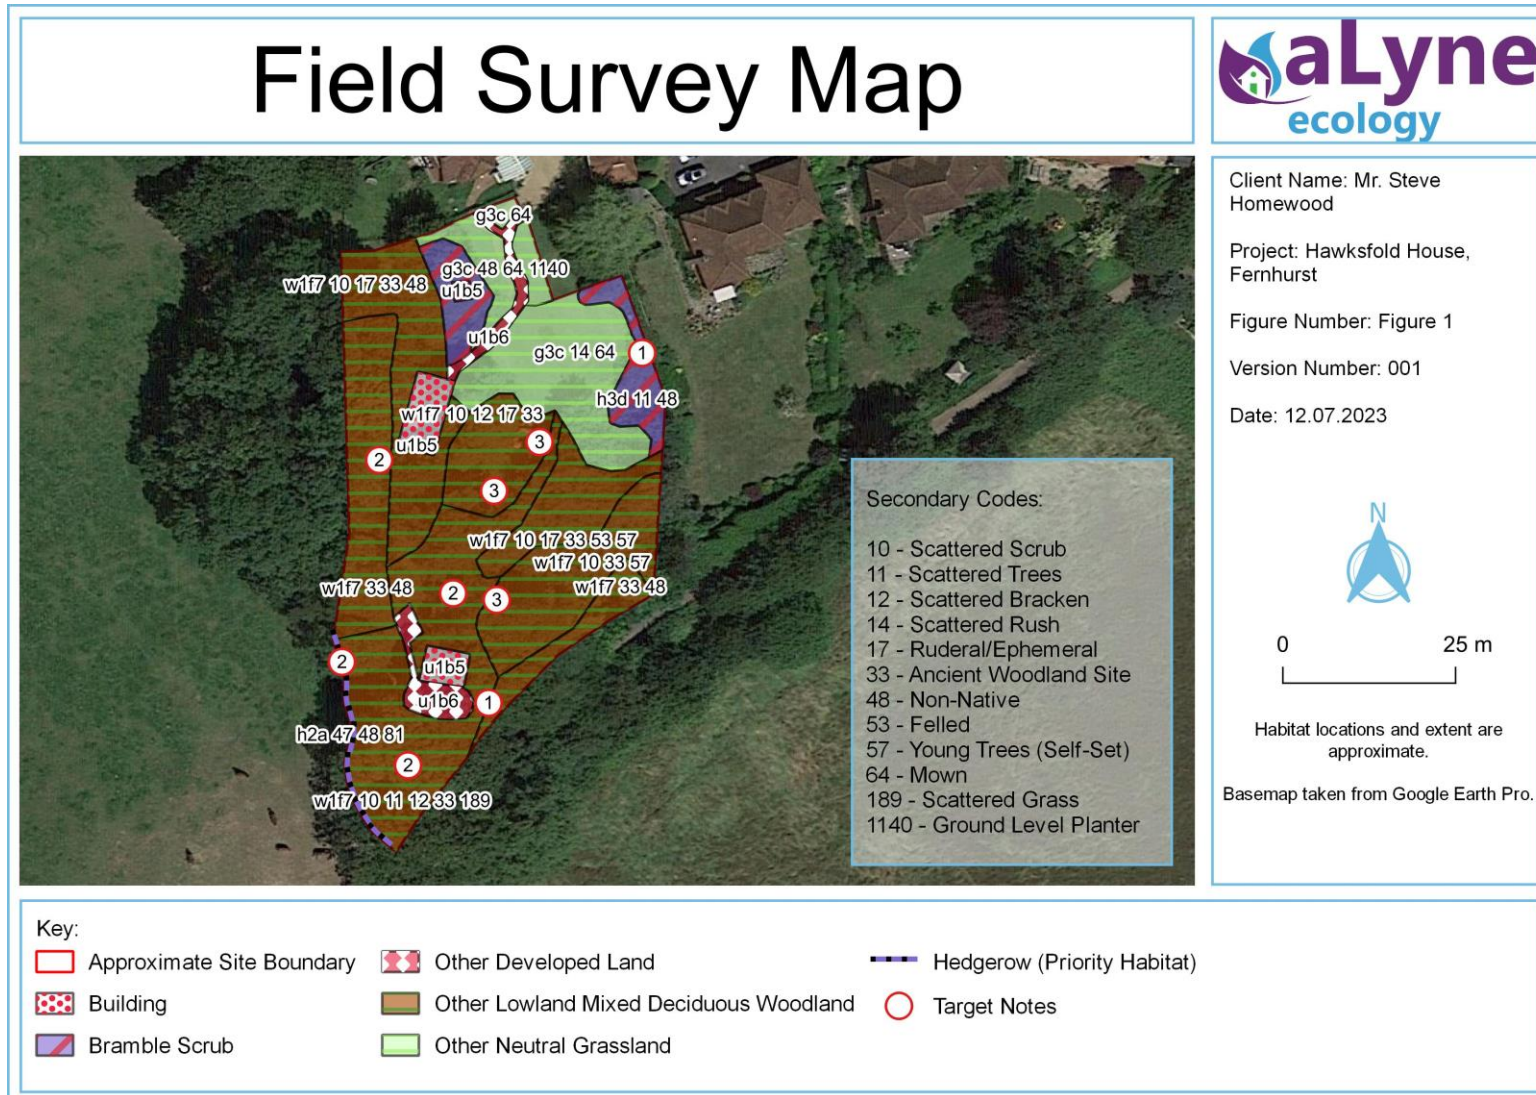 Field Survey Map
aLyne
ecology
Client Name: Mr. Steve
Homewood
Project: Hawksfold House,
Fernhurst
Figure Number: Figure 1
Version Number: 001
Date: 12.07.2023
N
0 25 m
Habitat locations and extent are
approximate.
Basemap taken from Google Earth Pro.
g3c 64
g3c 48 64 1140
w1f7 10 17 33 48
u1b5
u1b6
g3c 14 64
1
h3d 11 48
w1f7 10 12 17 33
u1b5
3
2
3
w1f7 10 17 33 53 57
w1f7 10 33 57
w1f7 33 48
w1f7 33 48
2
3
2
u1b5
u1b6
1
h2a 47 48 81
2
w1f7 10 11 12 33 189
Secondary Codes:
10 - Scattered Scrub
11 - Scattered Trees
12 - Scattered Bracken
14 - Scattered Rush
17 - Ruderal/Ephemeral
33 - Ancient Woodland Site
48 - Non-Native
53 - Felled
57 - Young Trees (Self-Set)
64 - Mown
189 - Scattered Grass
1140 - Ground Level Planter
Key:
Approximate Site Boundary
Building
Bramble Scrub
Other Developed Land
Other Lowland Mixed Deciduous Woodland
Other Neutral Grassland
Hedgerow (Priority Habitat)
Target Notes